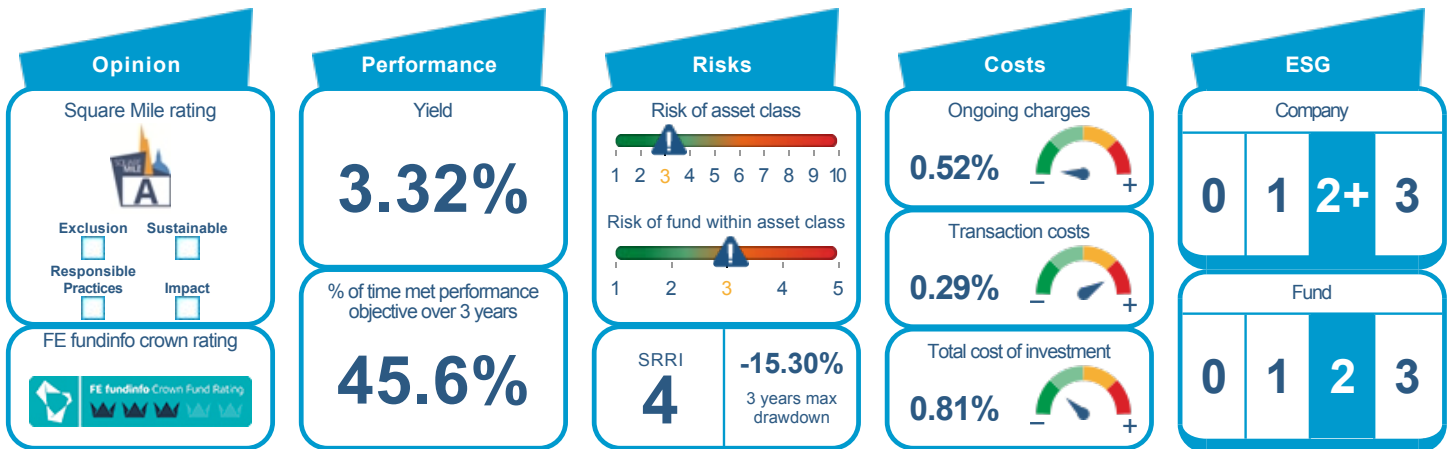 Opinion
Square Mile rating
SQUARE
MILE
A
Exclusion Sustainable
Responsible
Practices Impact
FE fundinfo crown rating
FE fundinfo Crown Fund Rating
Performance
Yield
3.32%
% of time met performance
objective over 3 years
45.6%
Risks
Risk of asset class
!
1 2 3 4 5 6 7 8 9 10
Risk of fund within asset class
!
1 2 3 4 5
SRRI
4
-15.30%
3 years max
drawdown
Costs
Ongoing charges
0.52%
− +
Transaction costs
0.29%
− +
Total cost of investment
0.81%
− +
ESG
Company
0 1 2+ 3
Fund
0 1 2 3